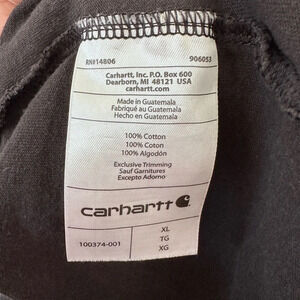 RN#14806 906053
Carhartt, Inc. P.O. Box 600
Dearborn, MI 48121 USA
carhartt.com
Made in Guatemala
Fabriqué au Guatemala
Hecho en Guatemala
100% Cotton
100% Coton
100% Algodón
Exclusive Trimming
Sauf Garnitures
Excepto Adorno
carhartt
100374-001
XL
TG
XG